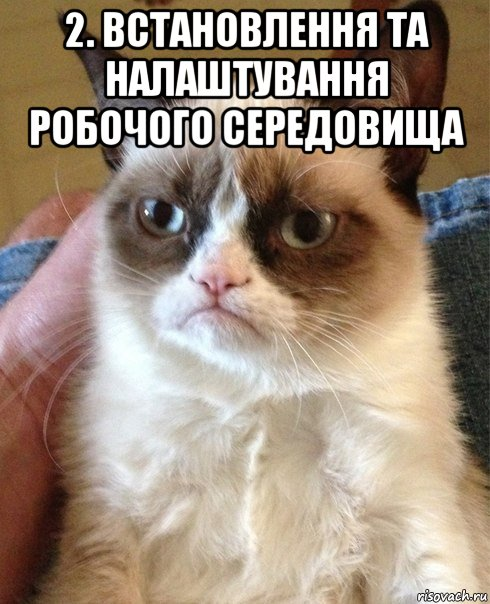 2. ВСТАНОВЛЕННЯ ТА
НАЛАШТУВАННЯ
РОБОЧОГО СЕРЕДОВИЩА
risovach.ru